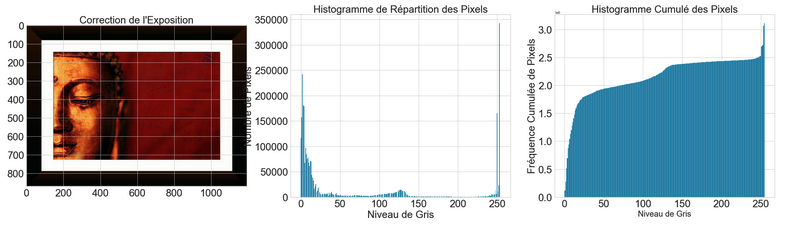 Correction de l'Exposition
0
100
200
300
400
500
600
700
800
0 200 400 600 800 1000
Histogramme de Répartition des Pixels
350000
300000
250000
200000
150000
100000
50000
0
Nombre de Pixels
0 50 100 150 200 250
Niveau de Gris
Histogramme Cumulé des Pixels
3.0
2.5
2.0
1.5
1.0
0.5
0.0
Fréquence Cumulée de Pixels
0 50 100 150 200 250
Niveau de Gris